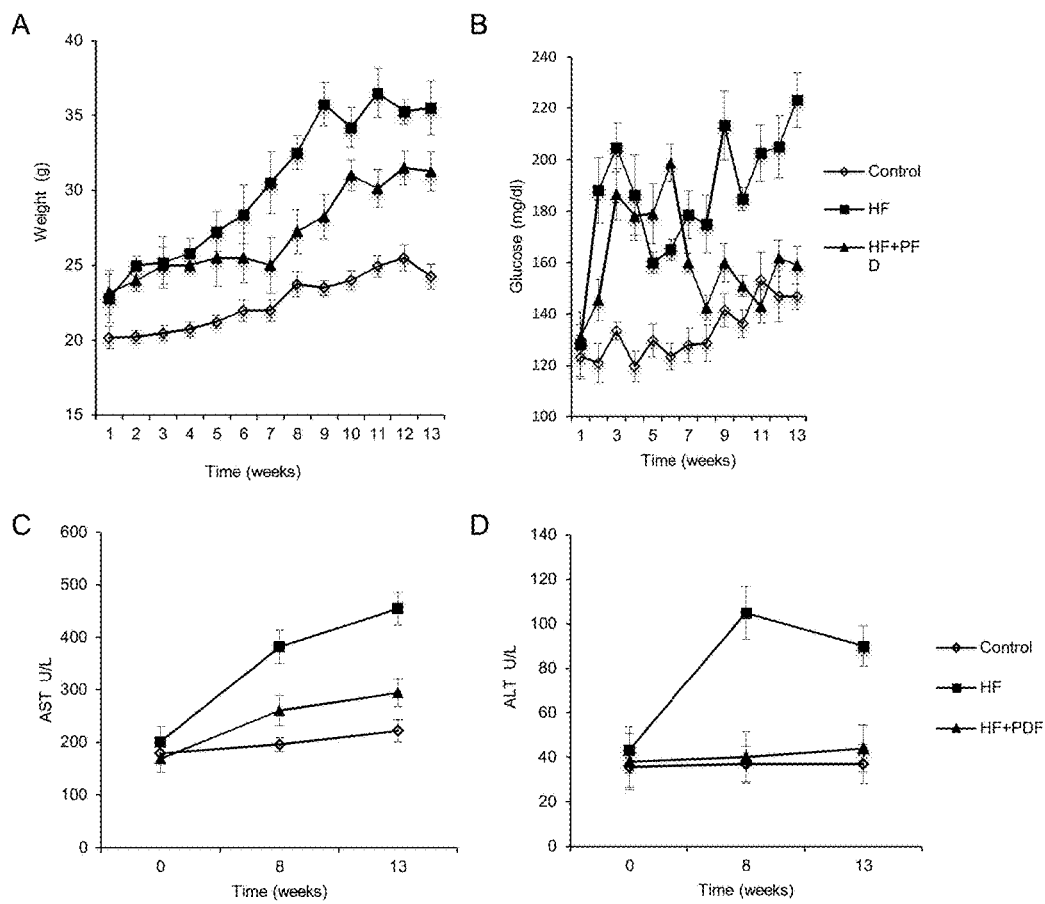 A
40
35
30
25
20
15
Weight (g)
1 2 3 4 5 6 7 8 9 10 11 12 13
Time (weeks)
B
240
220
200
180
160
140
120
100
Glucose (mg/dl)
1 3 5 7 9 11 13
Time (weeks)
Control
HF
HF+PF
D
C
600
500
400
300
200
100
0
AST U/L
0 8 13
Time (weeks)
D
140
120
100
80
60
40
20
0
ALT U/L
0 8 13
Time (weeks)
Control
HF
HF+PDF